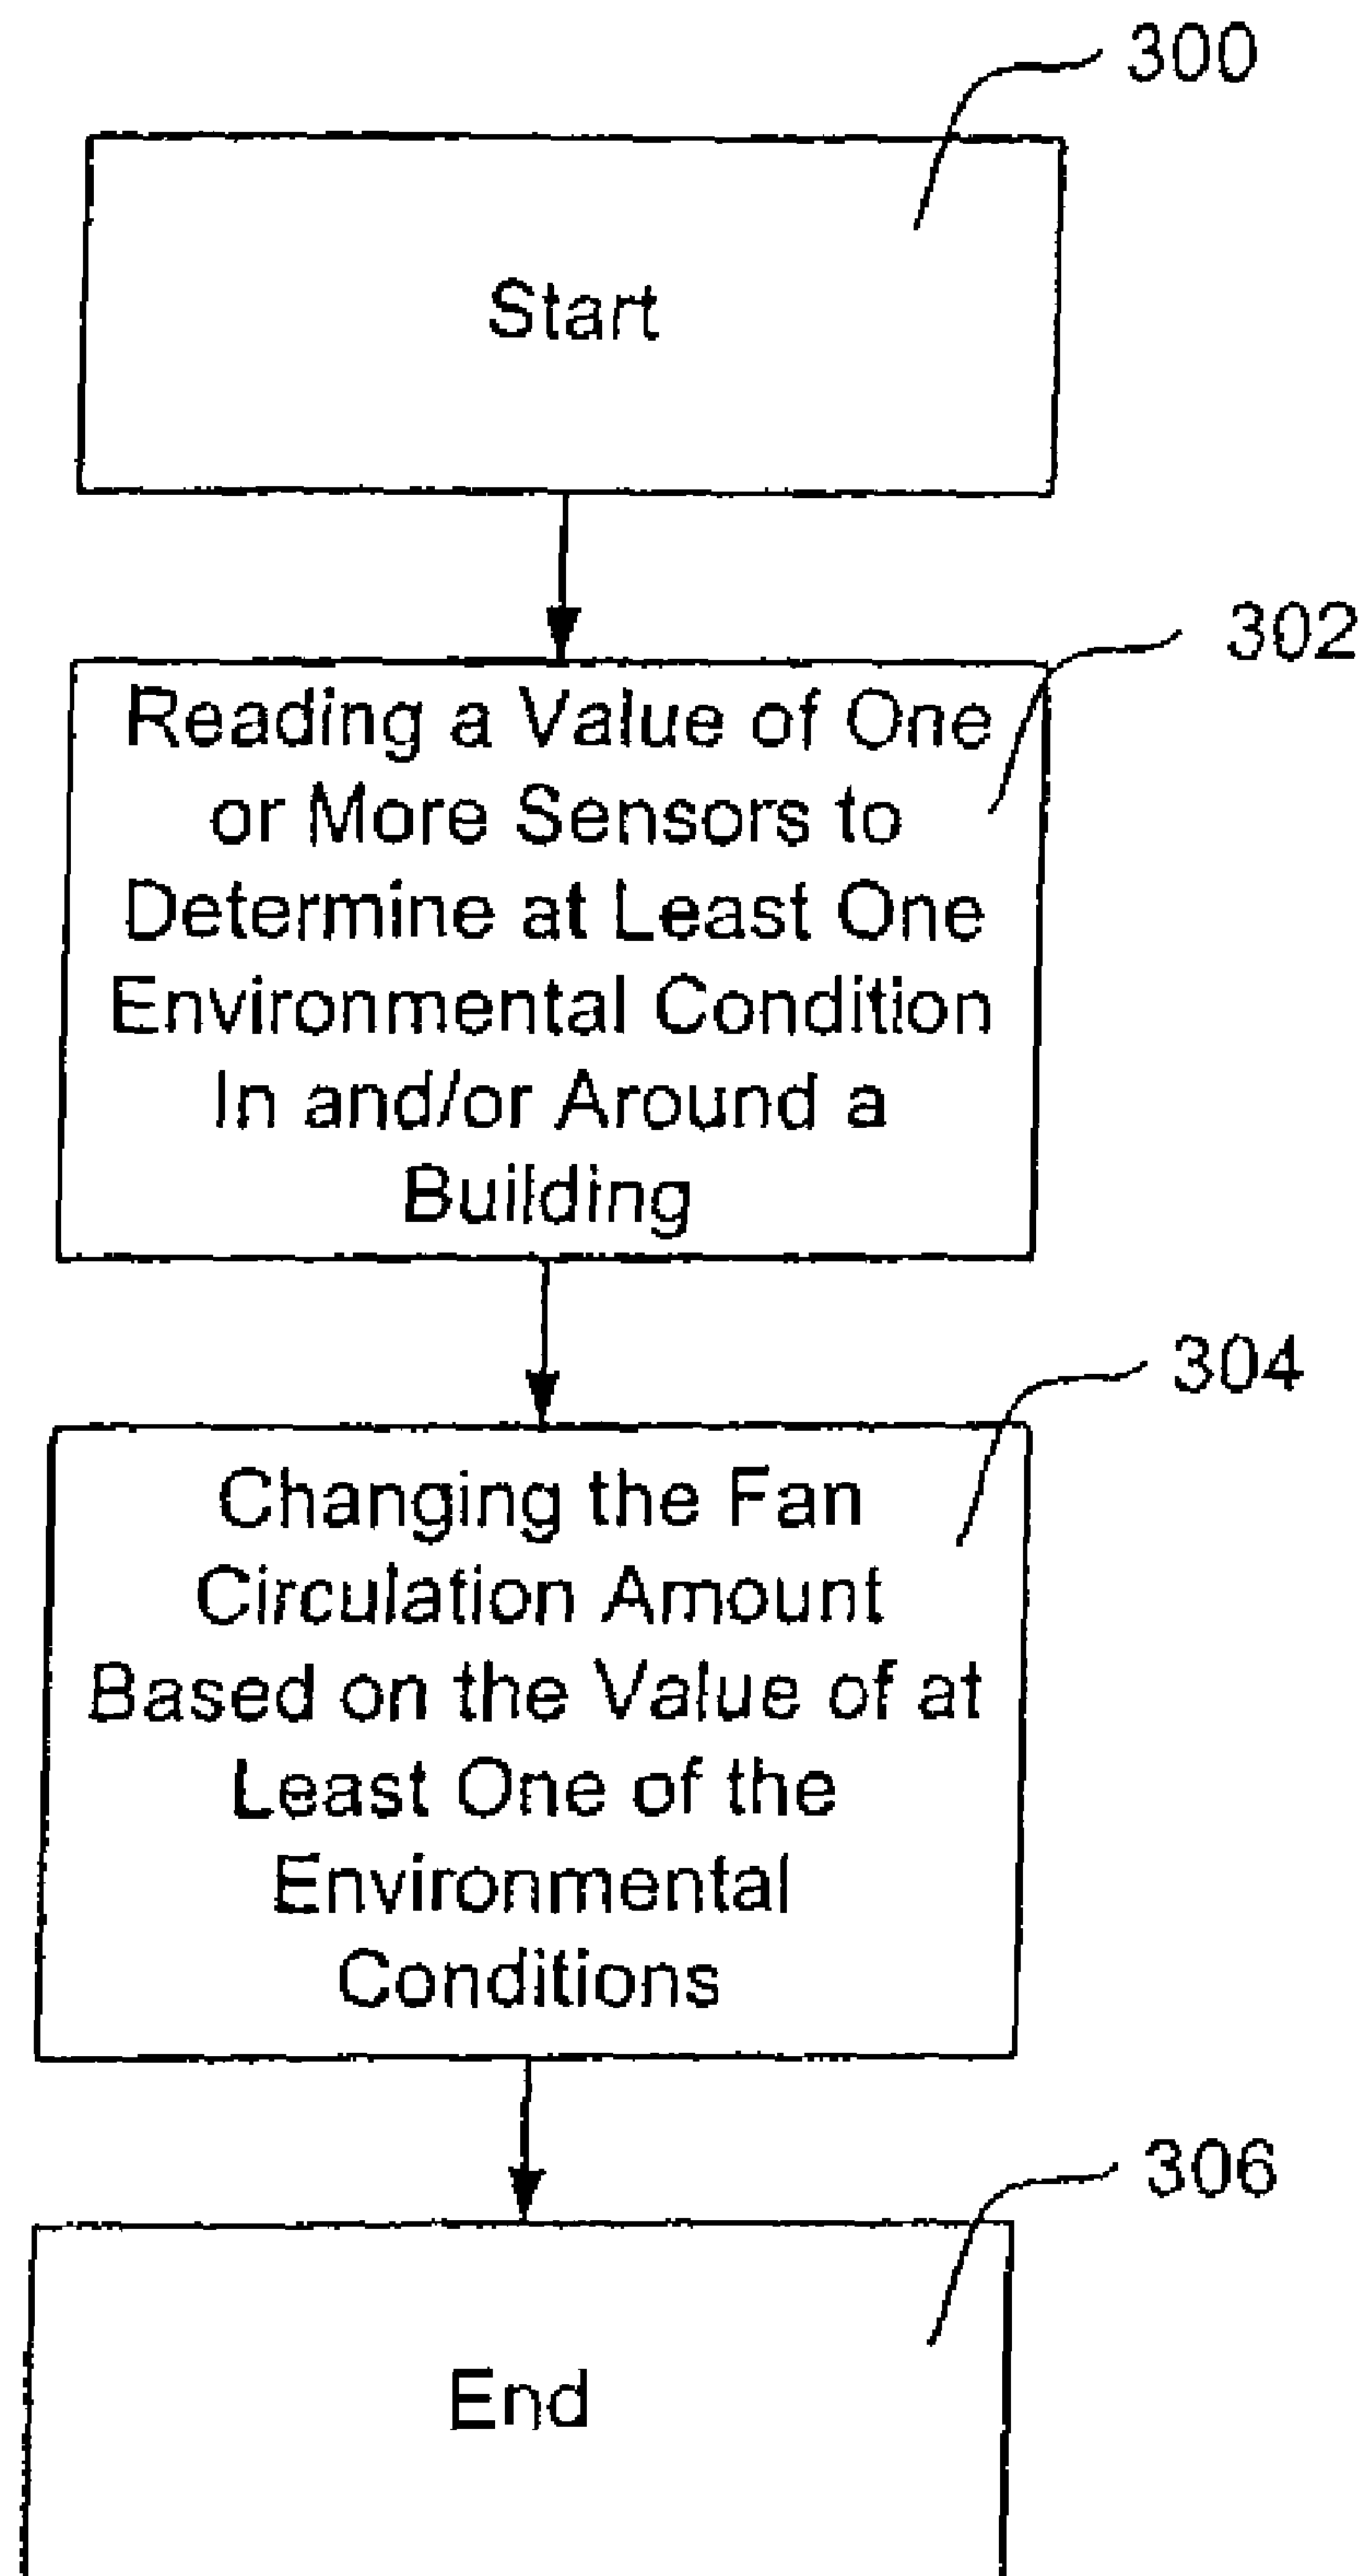 300
Start
302
Reading a Value of One
or More Sensors to
Determine at Least One
Environmental Condition
In and/or Around a
Building
304
Changing the Fan
Circulation Amount
Based on the Value of at
Least One of the
Environmental
Conditions
306
End